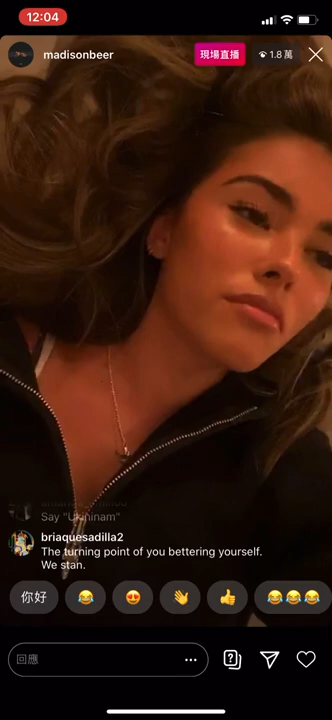 12:04
madisonbeer
現場直播
1.8 萬
Say "Ukininam"
briaquesadilla2
The turning point of you bettering yourself.
We stan.
你好
回應